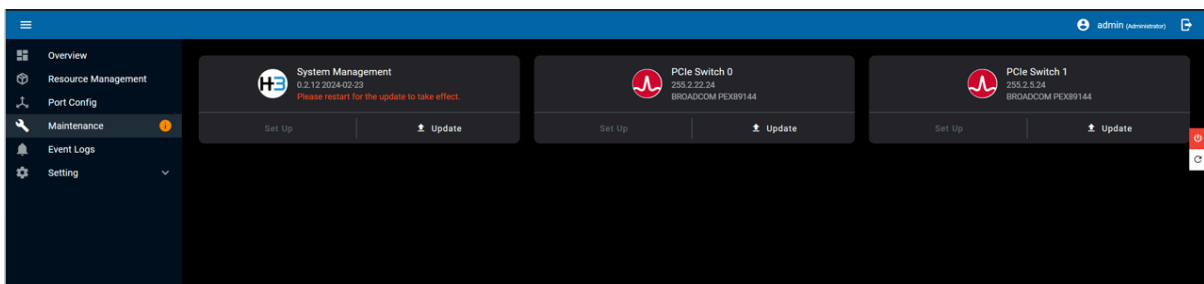 admin (Administrator)
Overview
Resource Management
Port Config
Maintenance
Event Logs
Setting
H3
System Management
0.2.12 2024-02-23
Please restart for the update to take effect.
Set Up
Update
PCIe Switch 0
255.2.22.24
BROADCOM PEX89144
Set Up
Update
PCIe Switch 1
255.2.5.24
BROADCOM PEX89144
Set Up
Update